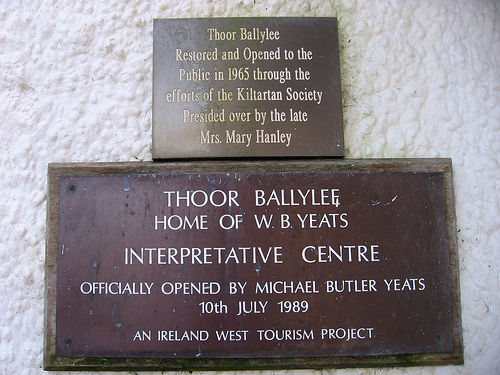 Thoor Ballylee
Restored and Opened to the
Public in 1965 through the
efforts of the Kiltartan Society
Presided over by the late
Mrs. Mary Hanley
THOOR BALLYLEE
HOME OF W. B. YEATS
INTERPRETATIVE CENTRE
OFFICIALLY OPENED BY MICHAEL BUTLER YEATS
10th JULY 1989
AN IRELAND WEST TOURISM PROJECT